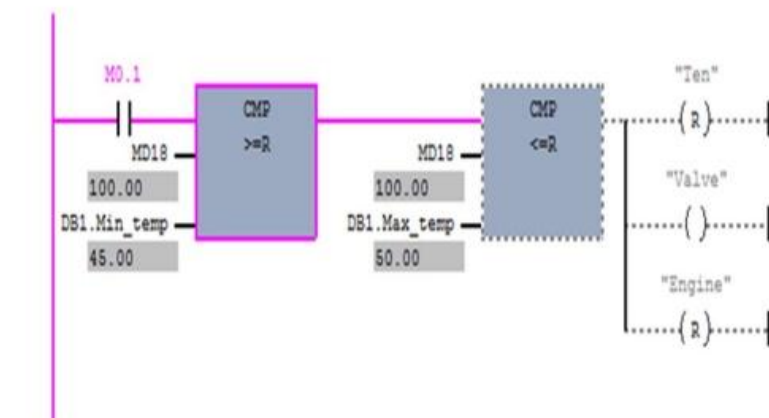 M0.1
CMP
>=R
MD18
100.00
DB1.Min_temp
45.00
CMP
<=R
MD18
100.00
DB1.Max_temp
50.00
"Ten"
(R)
"Valve"
( )
"Engine"
(R)